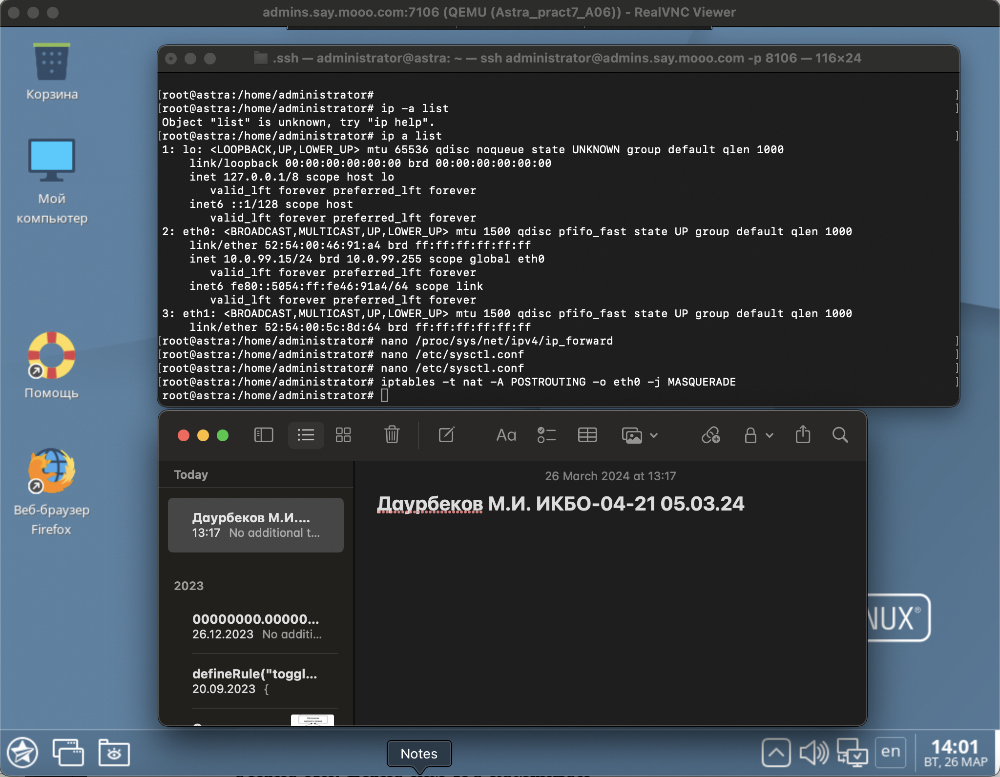 admins.say.mooo.com:7106 (QEMU (Astra_pract7_A06)) - RealVNC Viewer
Корзина
Мой
компьютер
Помощь
Веб-браузер
Firefox
.ssh — administrator@astra: ~ — ssh administrator@admins.say.mooo.com -p 8106 — 116×24
[root@astra:/home/administrator# ]
[root@astra:/home/administrator# ip -a list ]
Object "list" is unknown, try "ip help".
[root@astra:/home/administrator# ip a list ]
1: lo: <LOOPBACK,UP,LOWER_UP> mtu 65536 qdisc noqueue state UNKNOWN group default qlen 1000
link/loopback 00:00:00:00:00:00 brd 00:00:00:00:00:00
inet 127.0.0.1/8 scope host lo
valid_lft forever preferred_lft forever
inet6 ::1/128 scope host
valid_lft forever preferred_lft forever
2: eth0: <BROADCAST,MULTICAST,UP,LOWER_UP> mtu 1500 qdisc pfifo_fast state UP group default qlen 1000
link/ether 52:54:00:46:91:a4 brd ff:ff:ff:ff:ff:ff
inet 10.0.99.15/24 brd 10.0.99.255 scope global eth0
valid_lft forever preferred_lft forever
inet6 fe80::5054:ff:fe46:91a4/64 scope link
valid_lft forever preferred_lft forever
3: eth1: <BROADCAST,MULTICAST,UP,LOWER_UP> mtu 1500 qdisc pfifo_fast state UP group default qlen 1000
link/ether 52:54:00:5c:8d:64 brd ff:ff:ff:ff:ff:ff
[root@astra:/home/administrator# nano /proc/sys/net/ipv4/ip_forward ]
[root@astra:/home/administrator# nano /etc/sysctl.conf ]
[root@astra:/home/administrator# nano /etc/sysctl.conf ]
[root@astra:/home/administrator# iptables -t nat -A POSTROUTING -o eth0 -j MASQUERADE ]
root@astra:/home/administrator#
Aa
Today
Даурбеков М.И....
13:17 No additional t...
2023
00000000.00000...
26.12.2023 No additi...
defineRule("toggl...
20.09.2023 {
26 March 2024 at 13:17
Даурбеков М.И. ИКБО-04-21 05.03.24
NUX®
Notes
en
14:01
ВТ, 26 МАР